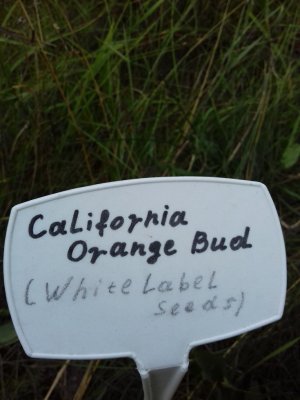 California
Orange Bud
(White Label
Seeds)